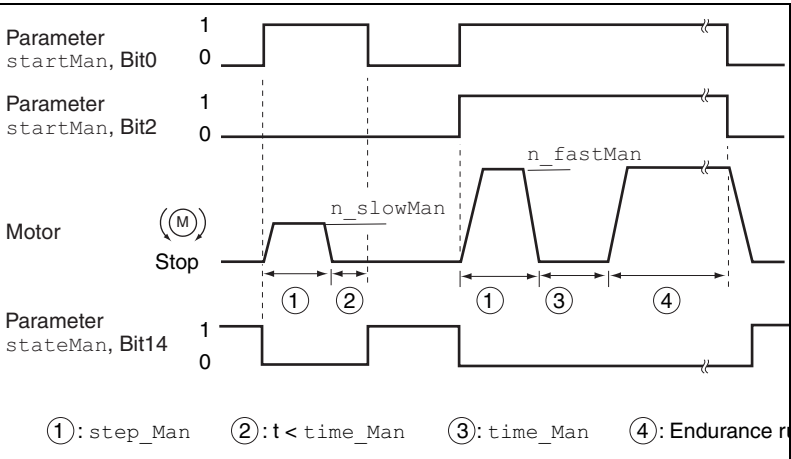 Parameter
startMan, Bit0
1
0
Parameter
startMan, Bit2
1
0
n_fastMan
n_slowMan
Motor
M
Stop
1 2 1 3 4
Parameter
stateMan, Bit14
1
0
1: step_Man 2: t < time_Man 3: time_Man 4: Endurance